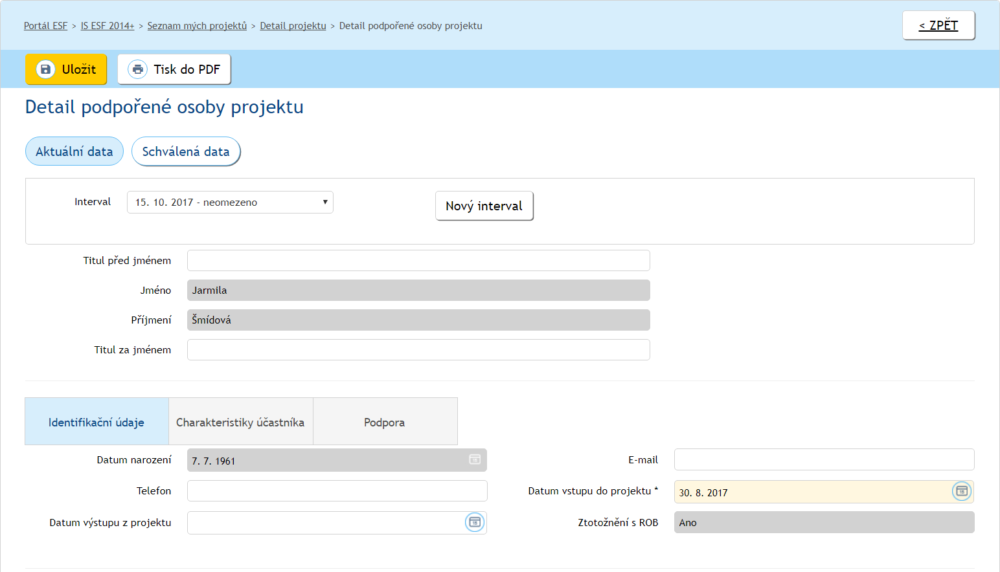 Portál ESF > IS ESF 2014+ > Seznam mých projektů > Detail projektu > Detail podpořené osoby projektu
< ZPĚT
Uložit
Tisk do PDF
Detail podpořené osoby projektu
Aktuální data
Schválená data
Interval
15. 10. 2017 - neomezeno
Nový interval
Titul před jménem
Jméno
Jarmila
Příjmení
Šmídová
Titul za jménem
Identifikační údaje
Charakteristiky účastníka
Podpora
Datum narození
7. 7. 1961
E-mail
Telefon
Datum vstupu do projektu *
30. 8. 2017
Datum výstupu z projektu
Ztotožnění s ROB
Ano